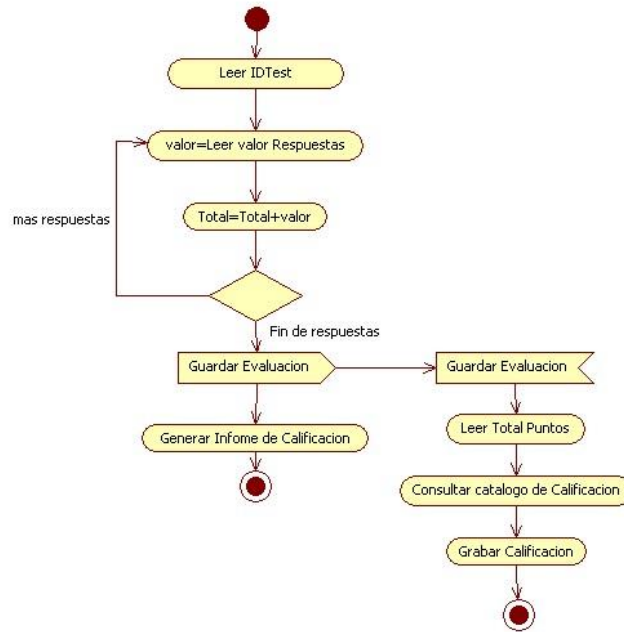 Leer IDTest
valor=Leer valor Respuestas
mas respuestas
Total=Total+valor
Fin de respuestas
Guardar Evaluacion
Guardar Evaluacion
Generar Infome de Calificacion
Leer Total Puntos
Consultar catalogo de Calificacion
Grabar Calificacion